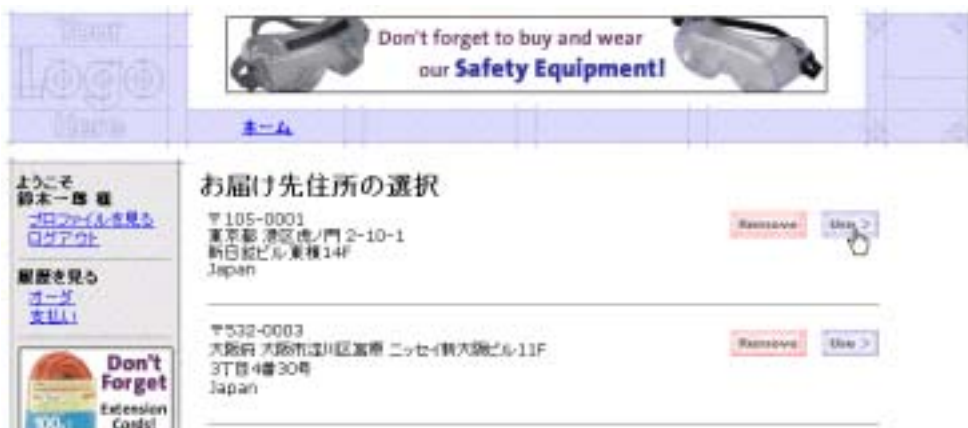 Your
Logo
Here
Don't forget to buy and wear
our Safety Equipment!
ホーム
ようこそ
鈴木一郎 様
プロファイルを見る
ログアウト
履歴を見る
オーダ
支払い
Don't
Forget
Extension
Cords!
100
お届け先住所の選択
〒105-0001
東京都 港区虎ノ門 2-10-1
新日鉱ビル東棟14F
Japan
Remove
Use >
〒532-0003
大阪府 大阪市淀川区宮原 ニッセイ新大阪ビル11F
3丁目4番30号
Japan
Remove
Use >